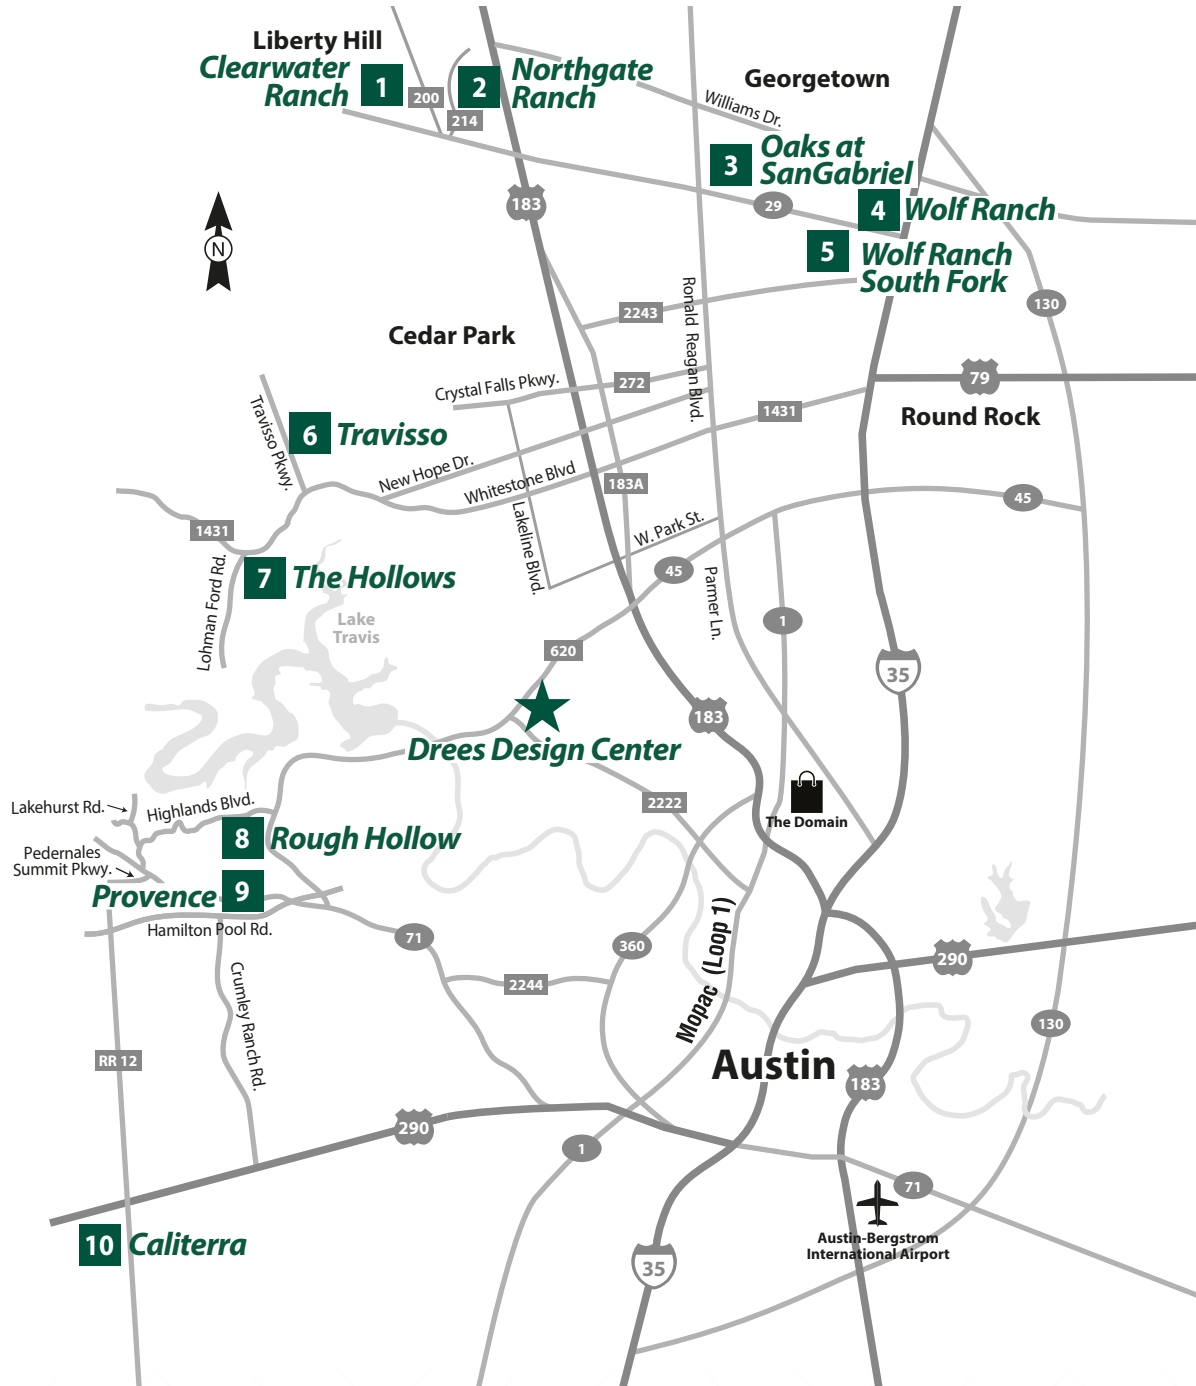 Liberty Hill
Clearwater
Ranch
1
200
214
2
Northgate
Ranch
Georgetown
Williams Dr.
3
Oaks at
SanGabriel
183
29
4
Wolf Ranch
5
Wolf Ranch
South Fork
N
130
2243
Ronald Reagan Blvd.
Cedar Park
Crystal Falls Pkwy.
272
79
1431
Round Rock
Travisso Pkwy.
6
Travisso
New Hope Dr.
Whitestone Blvd
183A
45
1431
Lakeline Blvd.
W. Park St.
Lohman Ford Rd.
7
The Hollows
45
Parmer Ln.
Lake
Travis
1
620
35
183
Drees Design Center
2222
The Domain
Lakehurst Rd.
Highlands Blvd.
8
Rough Hollow
Pedernales
Summit Pkwy.
Provence
9
Hamilton Pool Rd.
71
360
Mopac (Loop 1)
290
2244
Crumley Ranch Rd.
130
RR 12
Austin
183
290
1
71
10
Caliterra
Austin-Bergstrom
International Airport
35